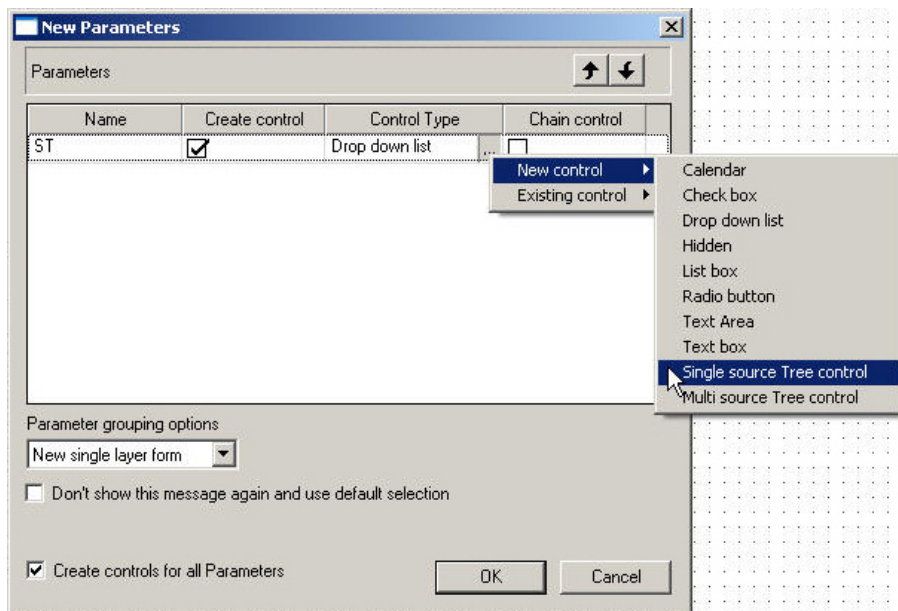 New Parameters
Parameters
Name Create control Control Type Chain control
ST Drop down list ...
New control
Existing control
Calendar
Check box
Drop down list
Hidden
List box
Radio button
Text Area
Text box
Single source Tree control
Multi source Tree control
Parameter grouping options
New single layer form
Don't show this message again and use default selection
Create controls for all Parameters
OK Cancel